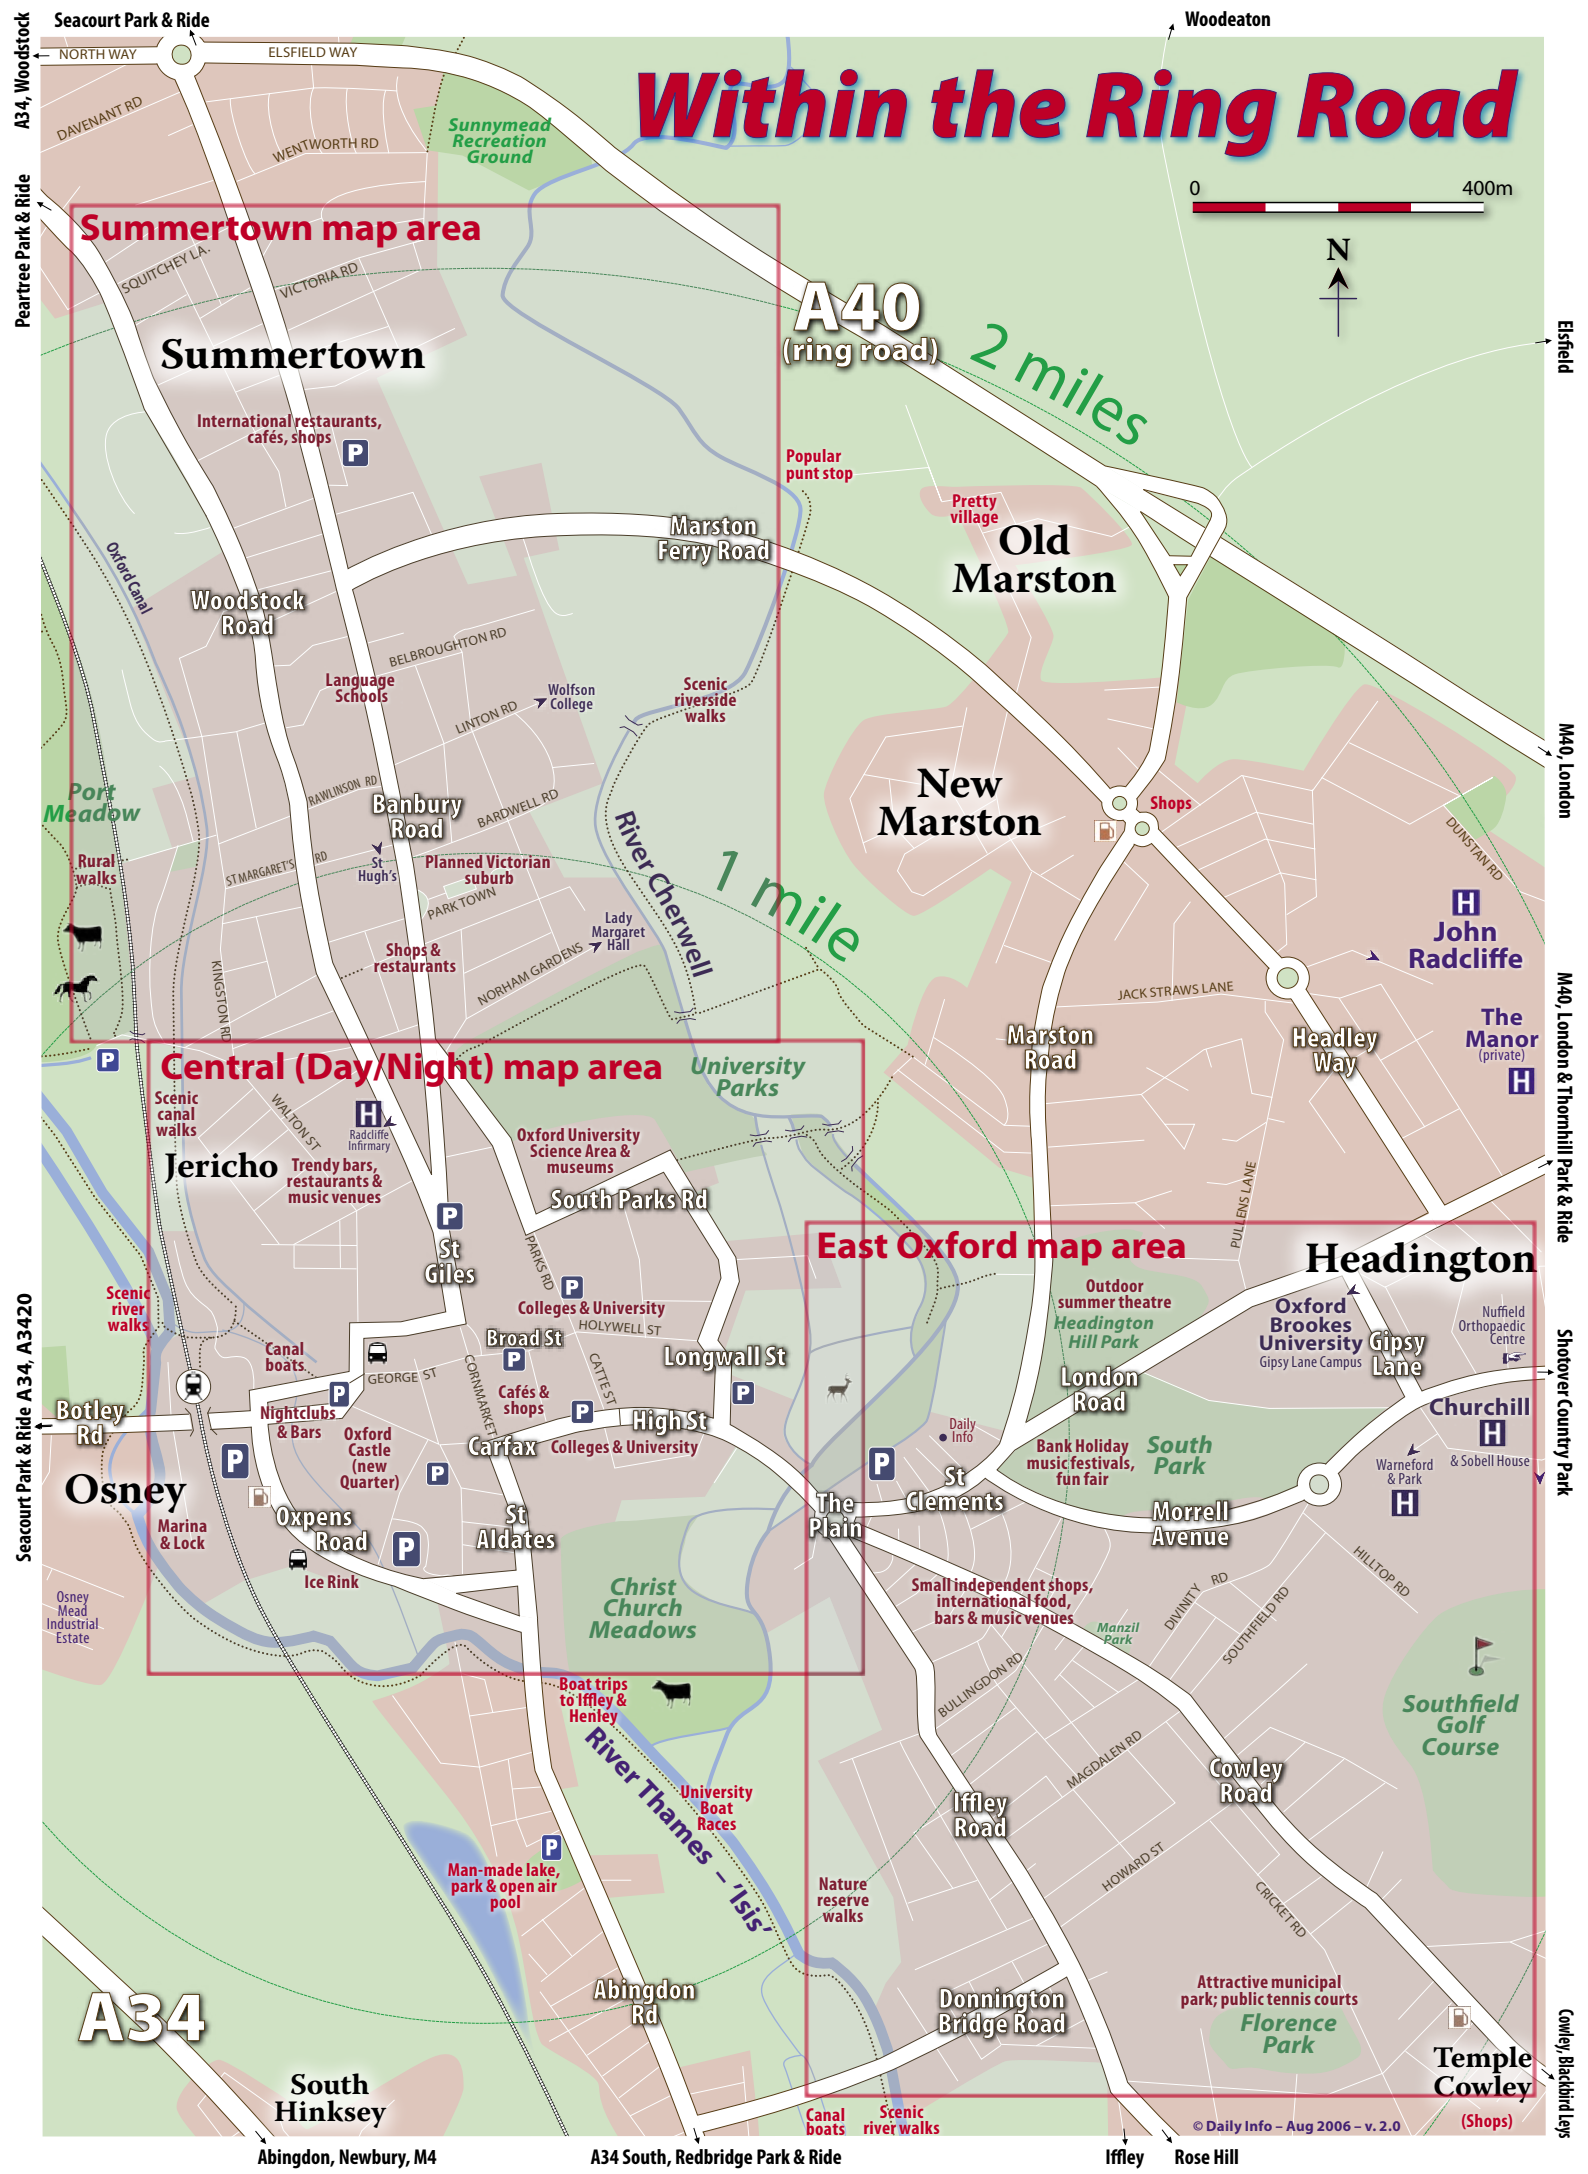 Seacourt Park & Ride
Woodeaton
A34, Woodstock
NORTH WAY
ELSFIELD WAY
Within the Ring Road
DAVENANT RD
WENTWORTH RD
Sunnymead
Recreation
Ground
0
400m
Peartree Park & Ride
Summertown map area
N
SQUITCHEY LA.
VICTORIA RD
A40
(ring road)
2 miles
Elsfield
Summertown
International restaurants,
cafés, shops
P
Popular
punt stop
Pretty
village
Old
Marston
Marston
Ferry Road
Oxford Canal
Woodstock
Road
BELBROUGHTON RD
Language
Schools
Wolfson
College
Scenic
riverside
walks
LINTON RD
M40, London
Port
Meadow
RAWLINSON RD
Banbury
Road
BARDWELL RD
New
Marston
Shops
DUNSTAN RD
River Cherwell
1 mile
Rural
walks
ST MARGARET'S RD
St
Hugh's
Planned Victorian
suburb
PARK TOWN
H
John
Radcliffe
Lady
Margaret
Hall
Shops &
restaurants
NORHAM GARDENS
KINGSTON RD
JACK STRAWS LANE
The
Manor
(private)
H
Marston
Road
Headley
Way
M40, London & Thornhill Park & Ride
P
Central (Day/Night) map area
University
Parks
Scenic
canal
walks
WALTON ST
H
Radcliffe
Infirmary
Oxford University
Science Area &
museums
Jericho
Trendy bars,
restaurants &
music venues
South Parks Rd
PULLENS LANE
P
St
Giles
PARKS RD
East Oxford map area
Headington
Scenic
river
walks
P
Colleges & University
HOLYWELL ST
Outdoor
summer theatre
Headington
Hill Park
Oxford
Brookes
University
Gipsy Lane Campus
Gipsy
Lane
Nuffield
Orthopaedic
Centre
Seacourt Park & Ride A34, A3420
Canal
boats
Broad St
P
Longwall St
GEORGE ST
CORNMARKET
CATTE ST
London
Road
Shotover Country Park
Botley
Rd
P
Nightclubs
& Bars
Cafés &
shops
P
P
High St
Carfax
Colleges & University
Daily
Info
Churchill
H
& Sobell House
Oxford
Castle
(new
Quarter)
P
P
P
Bank Holiday
music festivals,
fun fair
South
Park
Warneford
& Park
H
Osney
St
Clements
The
Plain
Morrell
Avenue
Marina
& Lock
Oxpens
Road
St
Aldates
P
Ice Rink
Osney
Mead
Industrial
Estate
Christ
Church
Meadows
Small independent shops,
international food,
bars & music venues
Manzil
Park
DIVINITY RD
SOUTHFIELD RD
HILLTOP RD
BULLINGDON RD
Boat trips
to Iffley &
Henley
Southfield
Golf
Course
River Thames – 'Isis'
MAGDALEN RD
Cowley
Road
University
Boat
Races
Iffley
Road
P
Man-made lake,
park & open air
pool
HOWARD ST
Nature
reserve
walks
CRICKET RD
Abingdon
Rd
A34
Donnington
Bridge Road
Attractive municipal
park; public tennis courts
Florence
Park
Temple
Cowley
(Shops)
Cowley, Blackbird Leys
South
Hinksey
Canal
boats
Scenic
river walks
© Daily Info – Aug 2006 – v. 2.0
Abingdon, Newbury, M4
A34 South, Redbridge Park & Ride
Iffley
Rose Hill